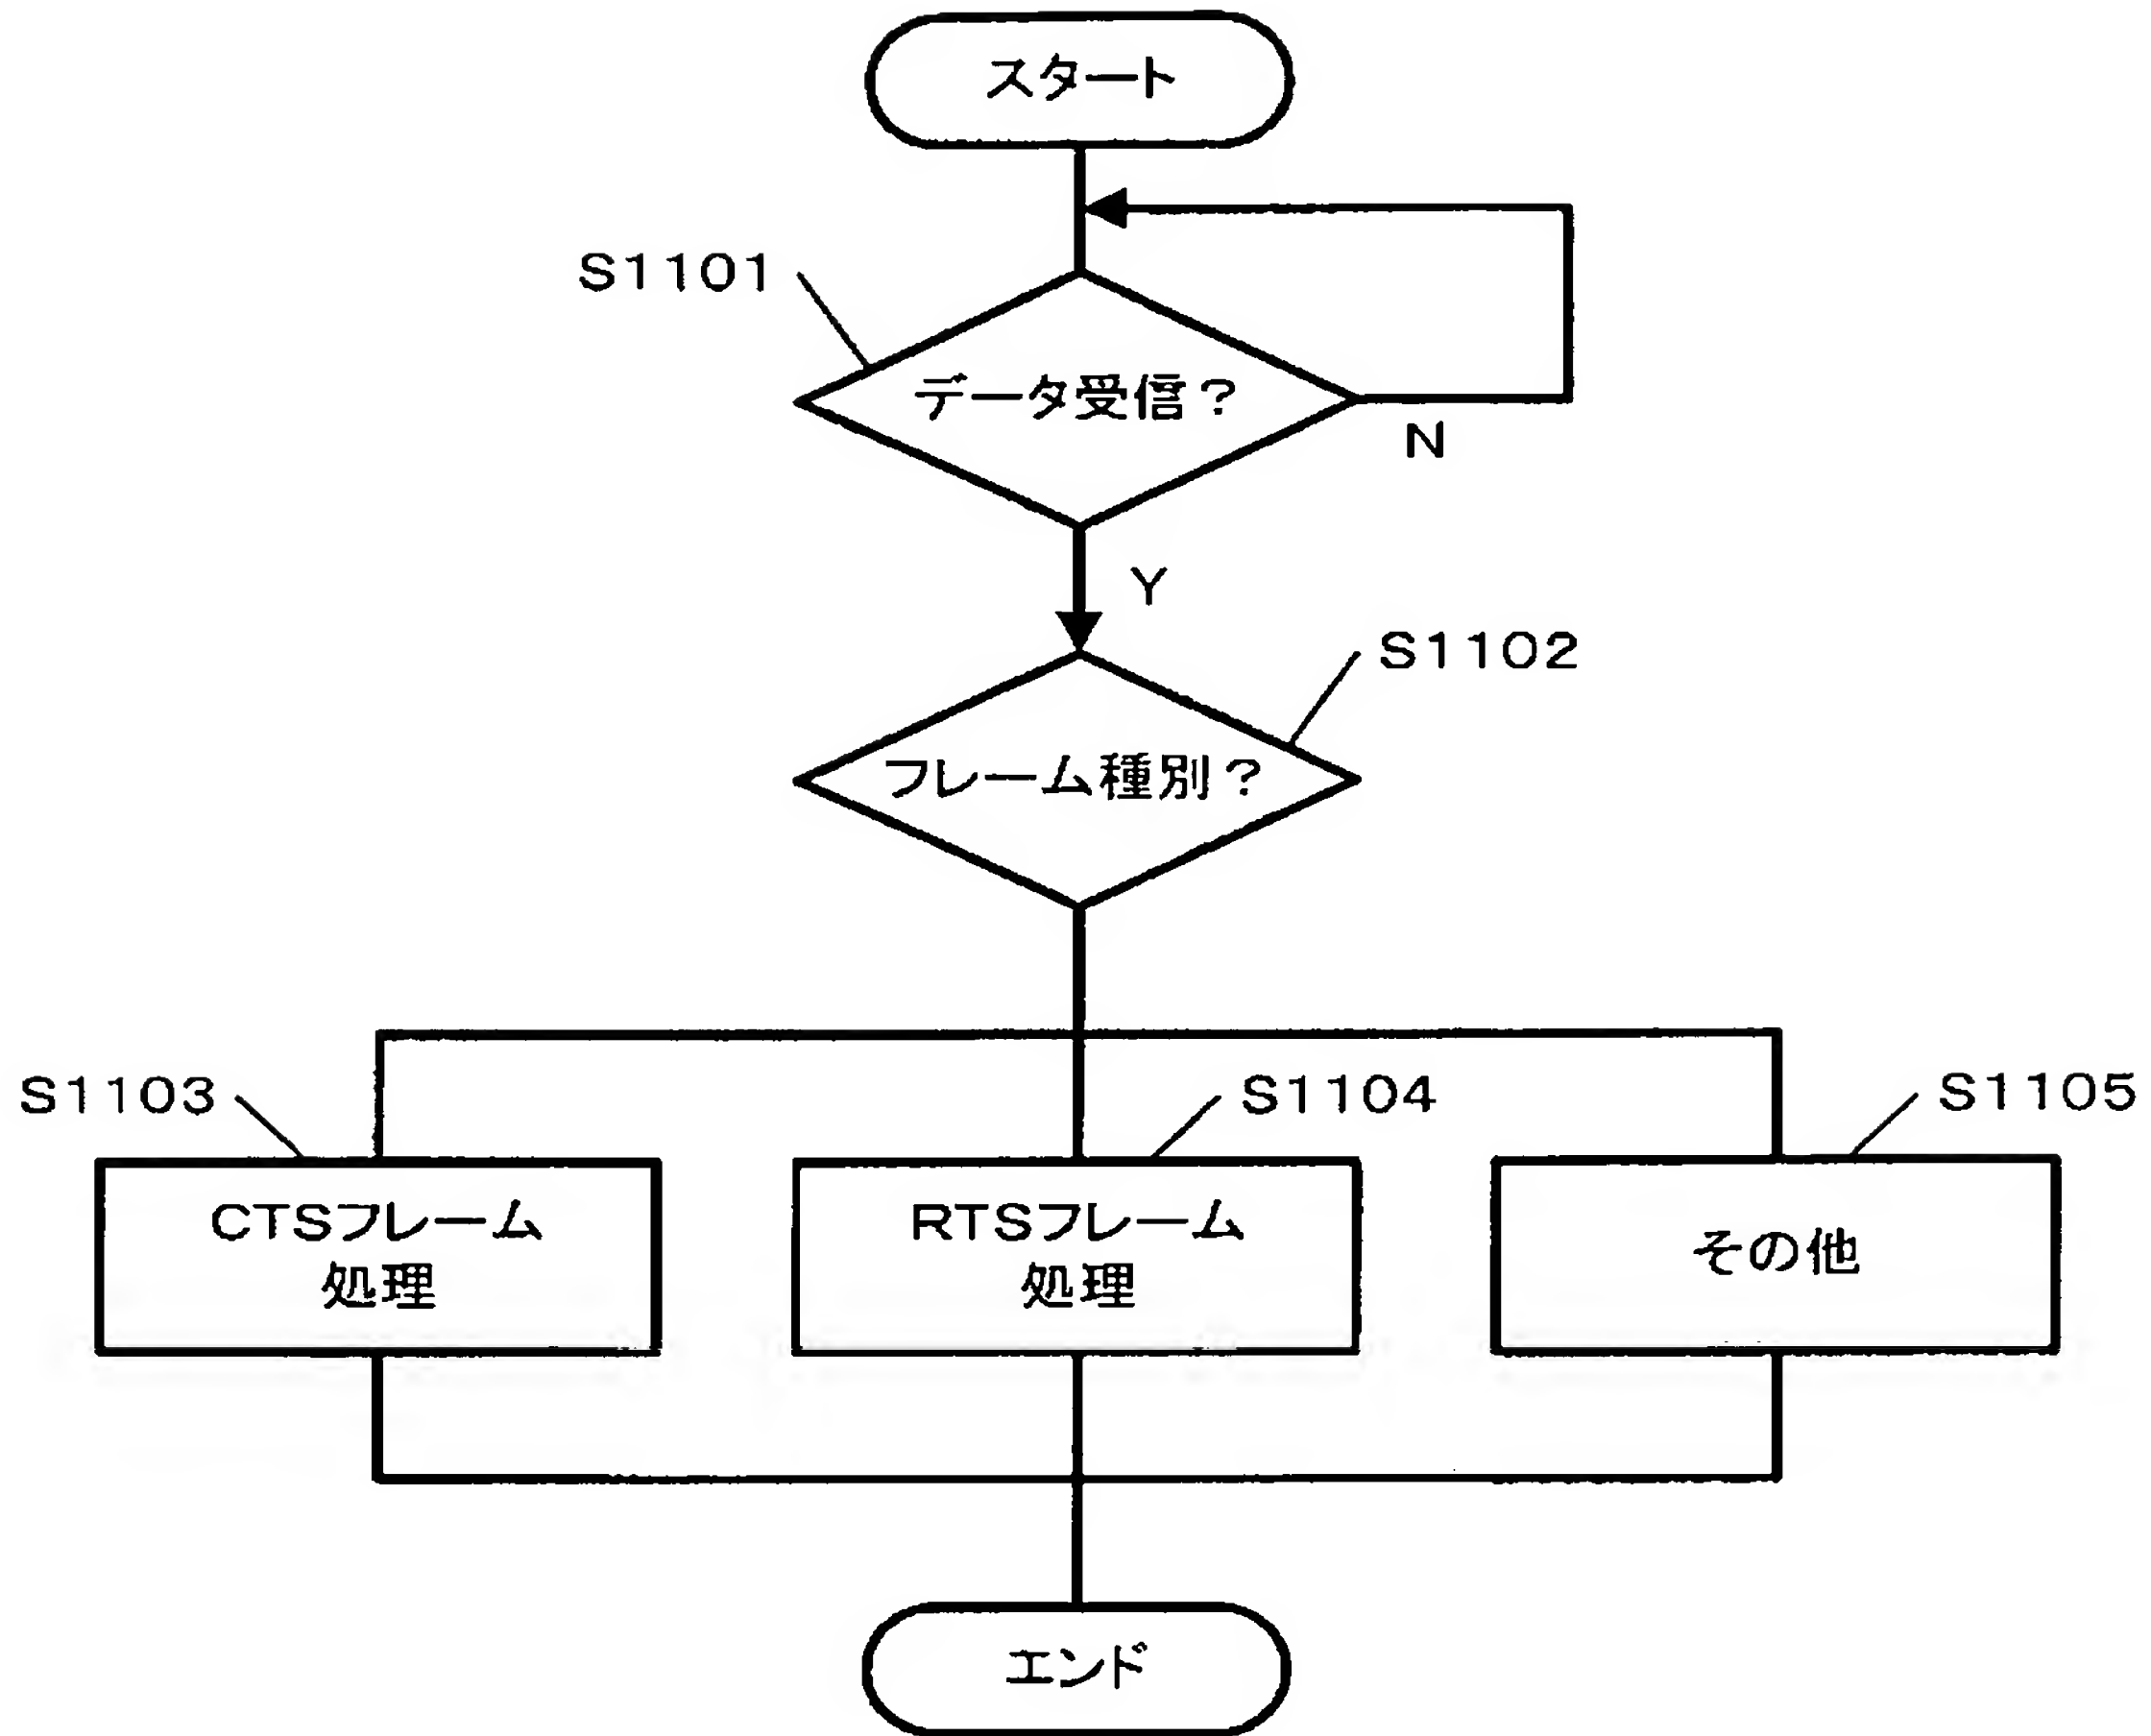 スタート
S1101
データ受信?
N
Y
S1102
フレーム種別?
S1103
S1104
S1105
CTSフレーム
処理
RTSフレーム
処理
その他
エンド